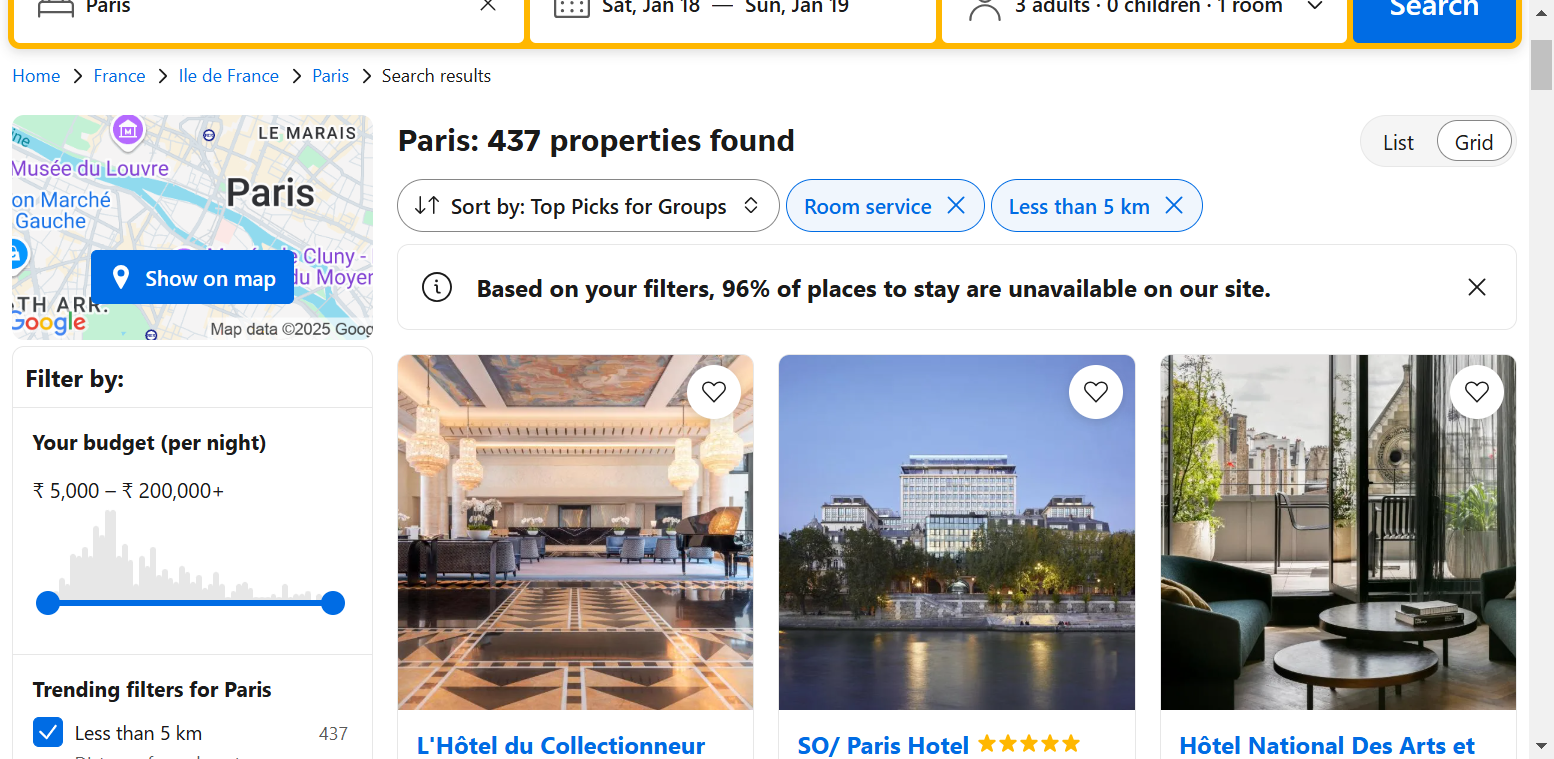 Paris
Sat, Jan 18 — Sun, Jan 19
3 adults · 0 children · 1 room
Search
Home > France > Ile de France > Paris > Search results
LE MARAIS
Musée du Louvre
Paris
on Marché
Gauche
Cluny -
du Moyen
Show on map
TH ARR.
Google
Map data ©2025 Goog
Paris: 437 properties found
List
Grid
Sort by: Top Picks for Groups
Room service
Less than 5 km
Based on your filters, 96% of places to stay are unavailable on our site.
Filter by:
Your budget (per night)
₹ 5,000 – ₹ 200,000+
Trending filters for Paris
Less than 5 km
437
L'Hôtel du Collectionneur
SO/ Paris Hotel
Hôtel National Des Arts et